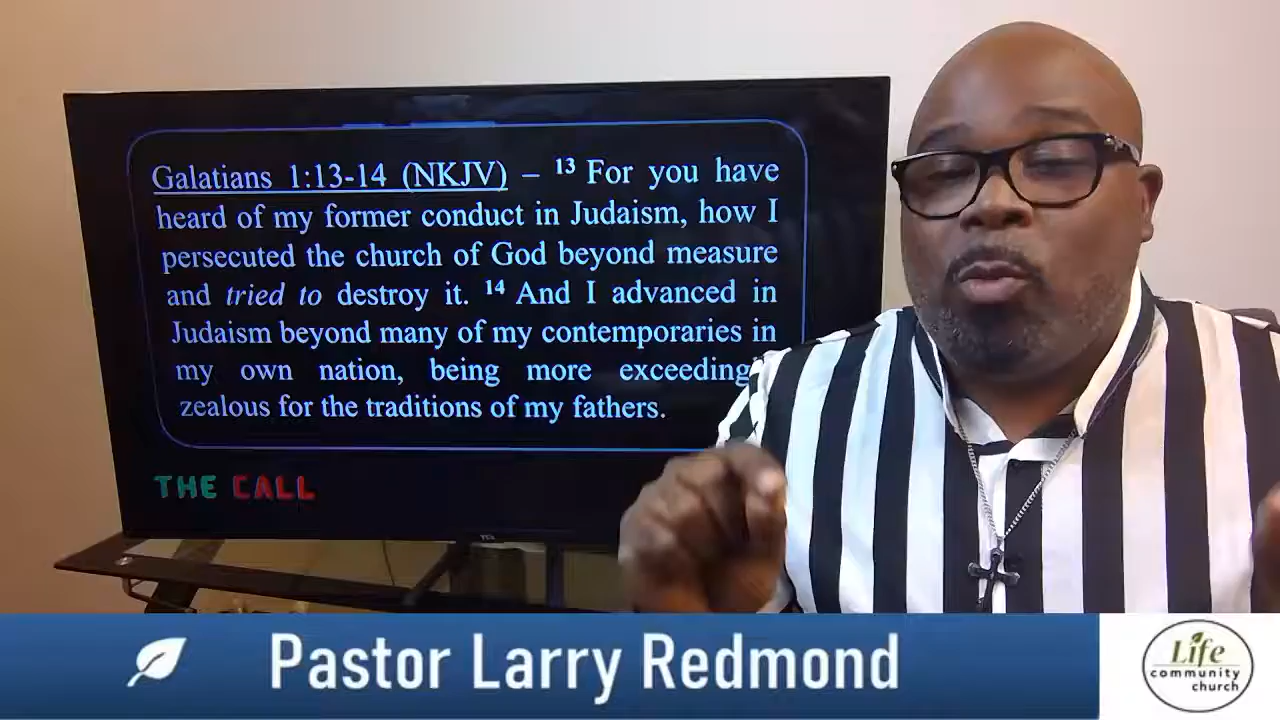 Galatians 1:13-14 (NKJV) – 13 For you have
heard of my former conduct in Judaism, how I
persecuted the church of God beyond measure
and tried to destroy it. 14 And I advanced in
Judaism beyond many of my contemporaries in
my own nation, being more exceeding
zealous for the traditions of my fathers.
THE CALL
TCL
Pastor Larry Redmond
Life
community
church